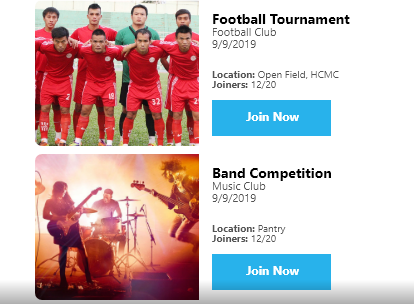 Football Tournament
Football Club
9/9/2019
Location: Open Field, HCMC
Joiners: 12/20
Join Now
Band Competition
Music Club
9/9/2019
Location: Pantry
Joiners: 12/20
Join Now